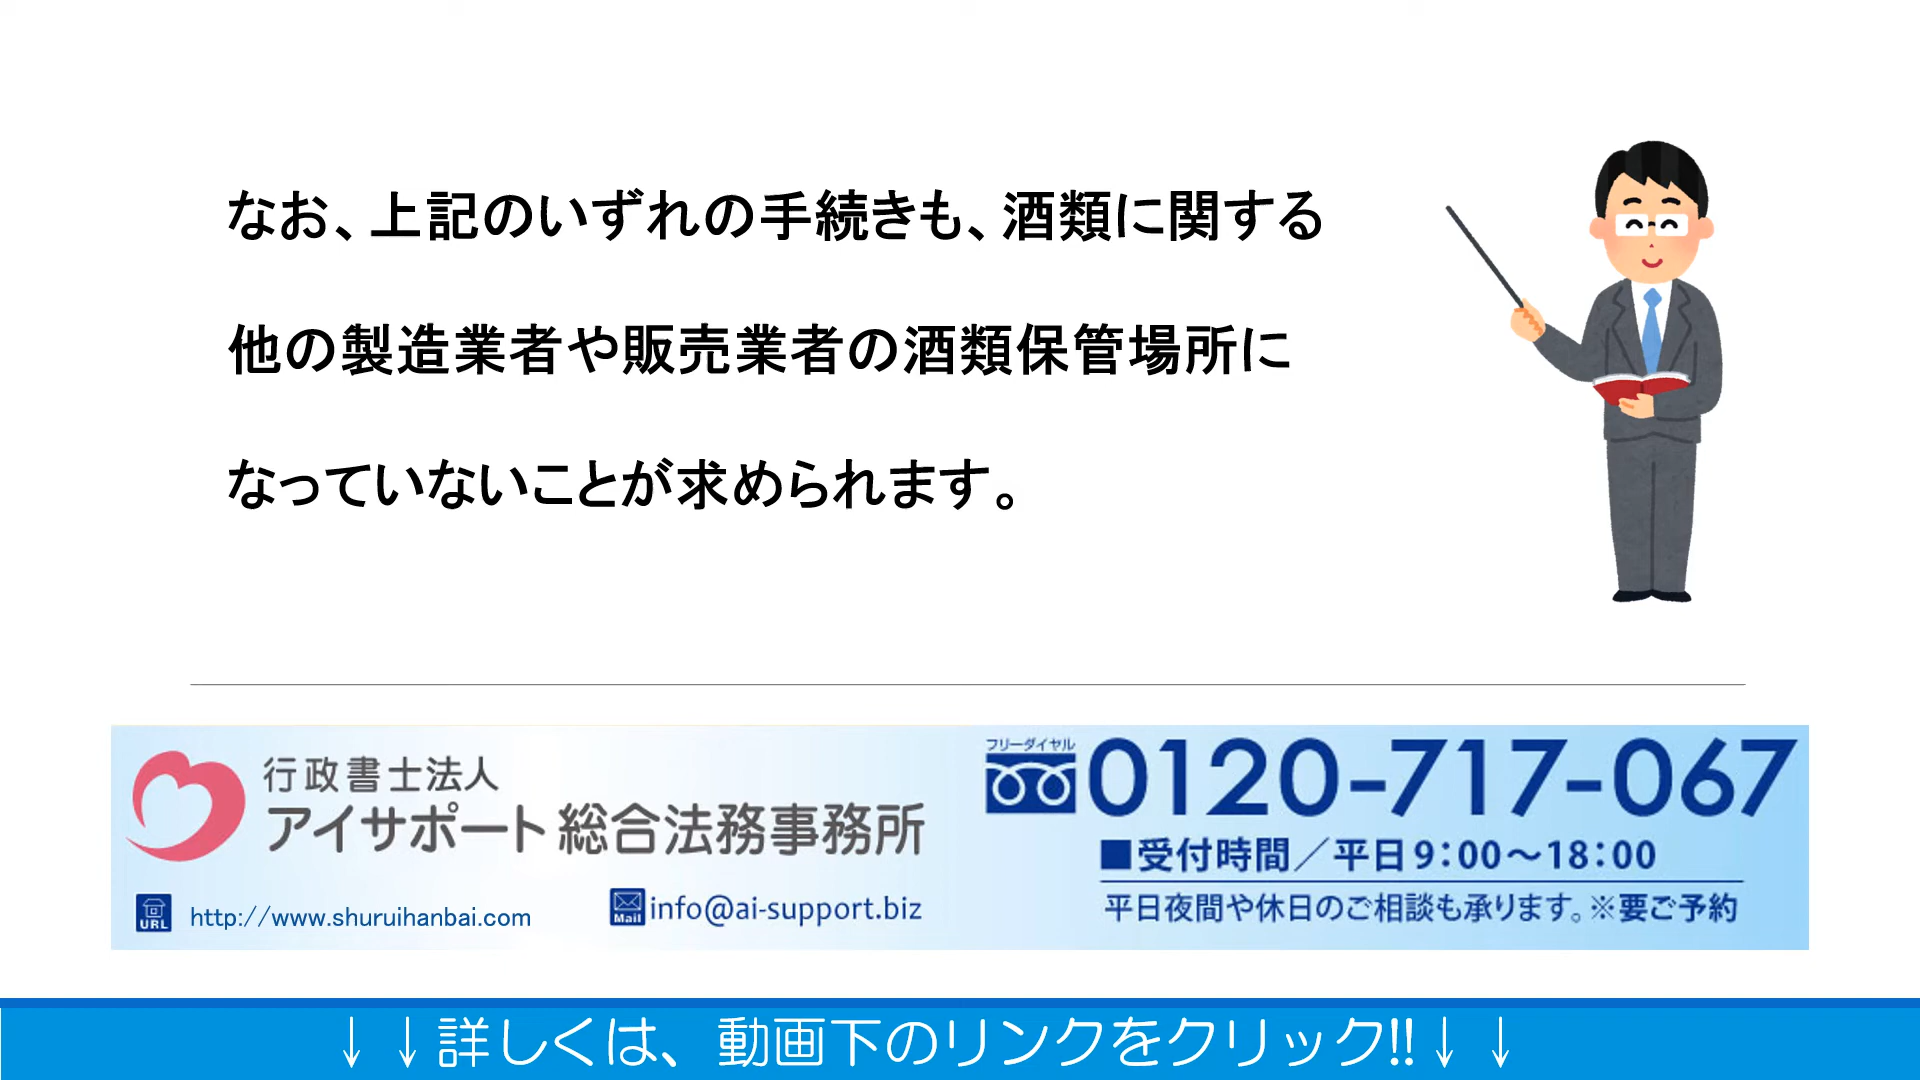 なお、上記のいずれの手続きも、酒類に関する
他の製造業者や販売業者の酒類保管場所に
なっていないことが求められます。
行政書士法人
アイサポート総合法務事務所
URL http://www.shuruihanbai.com
Mail info@ai-support.biz
フリーダイヤル
0120-717-067
■受付時間／平日9:00～18:00
平日夜間や休日のご相談も承ります。※要ご予約
↓↓詳しくは、動画下のリンクをクリック!!↓↓